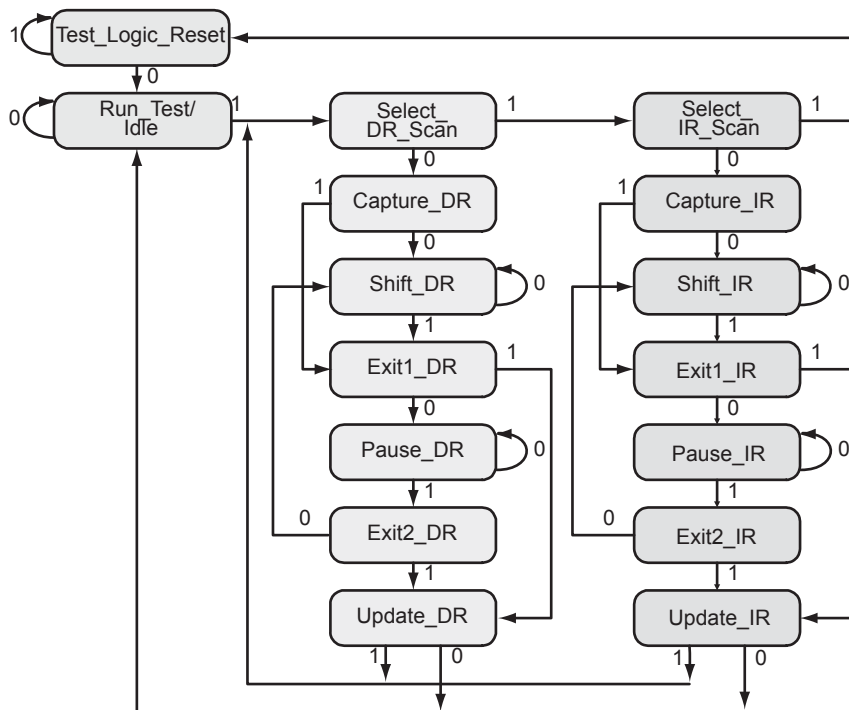 Test_Logic_Reset
1
0
Run_Test/
Idle
0
1
Select_
DR_Scan
1
0
Select_
IR_Scan
1
0
1
Capture_DR
0
1
Capture_IR
0
Shift_DR
0
1
Shift_IR
0
1
Exit1_DR
1
0
Exit1_IR
1
0
Pause_DR
0
1
Pause_IR
0
1
0
Exit2_DR
1
0
Exit2_IR
1
Update_DR
1
0
Update_IR
1
0